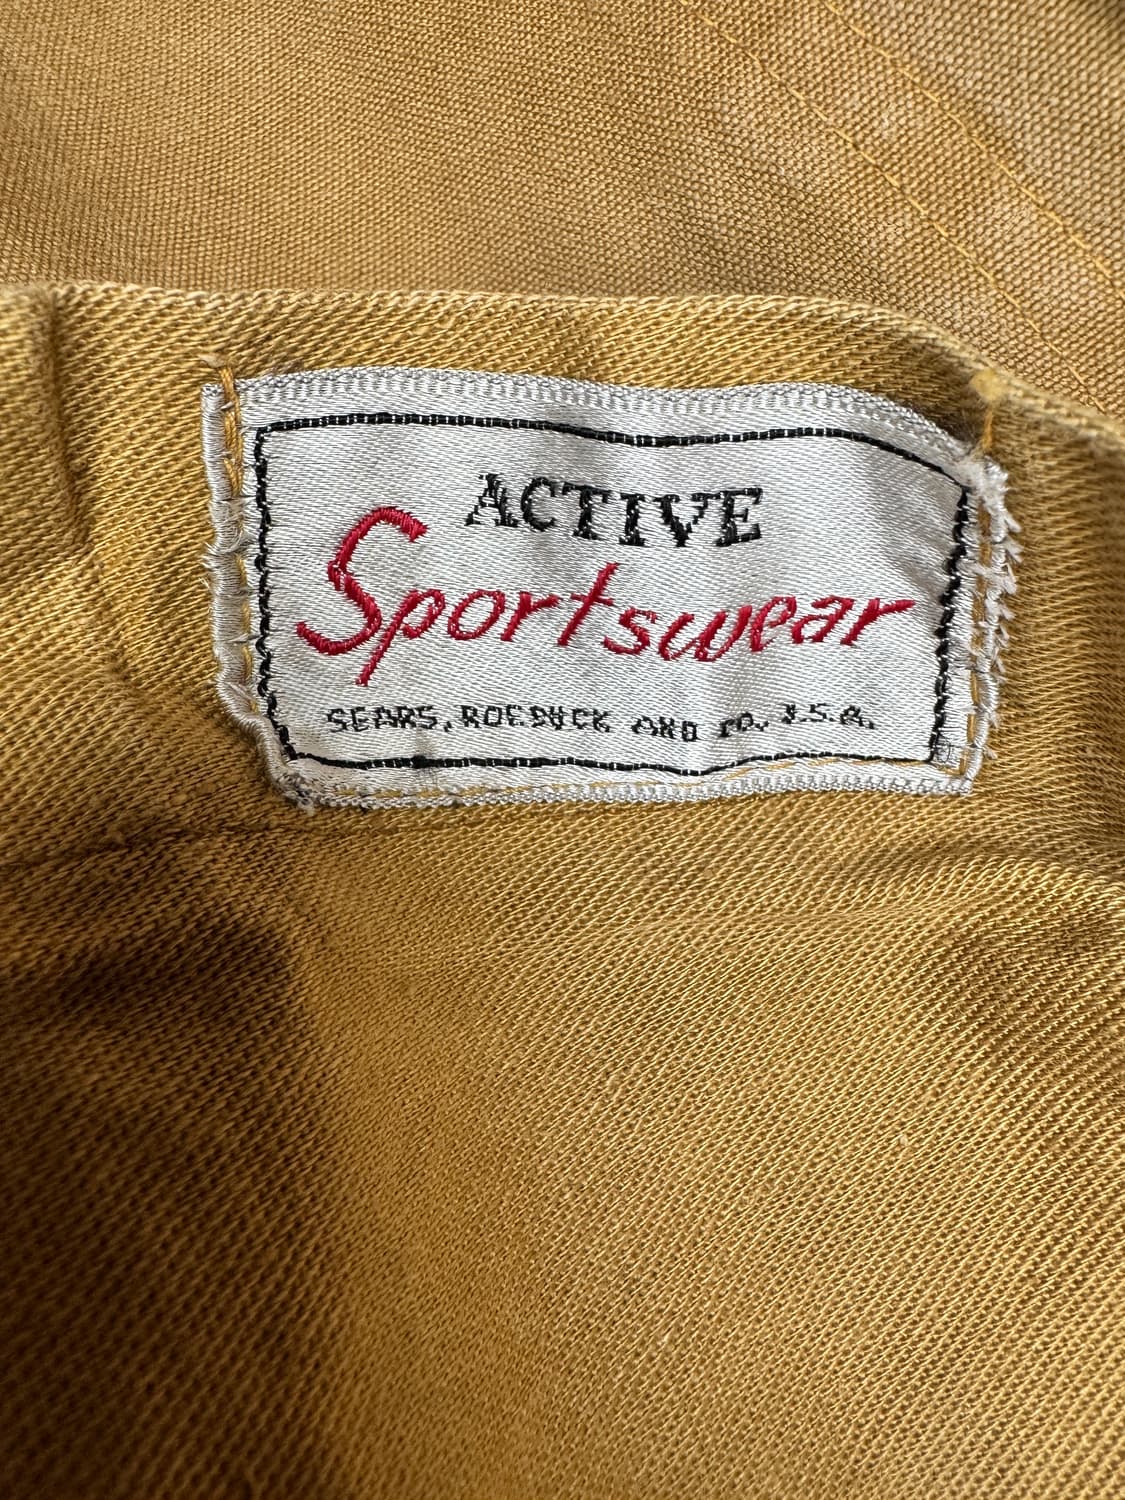 ACTIVE
Sportswear
SEARS, ROEBUCK AND CO., U.S.A.